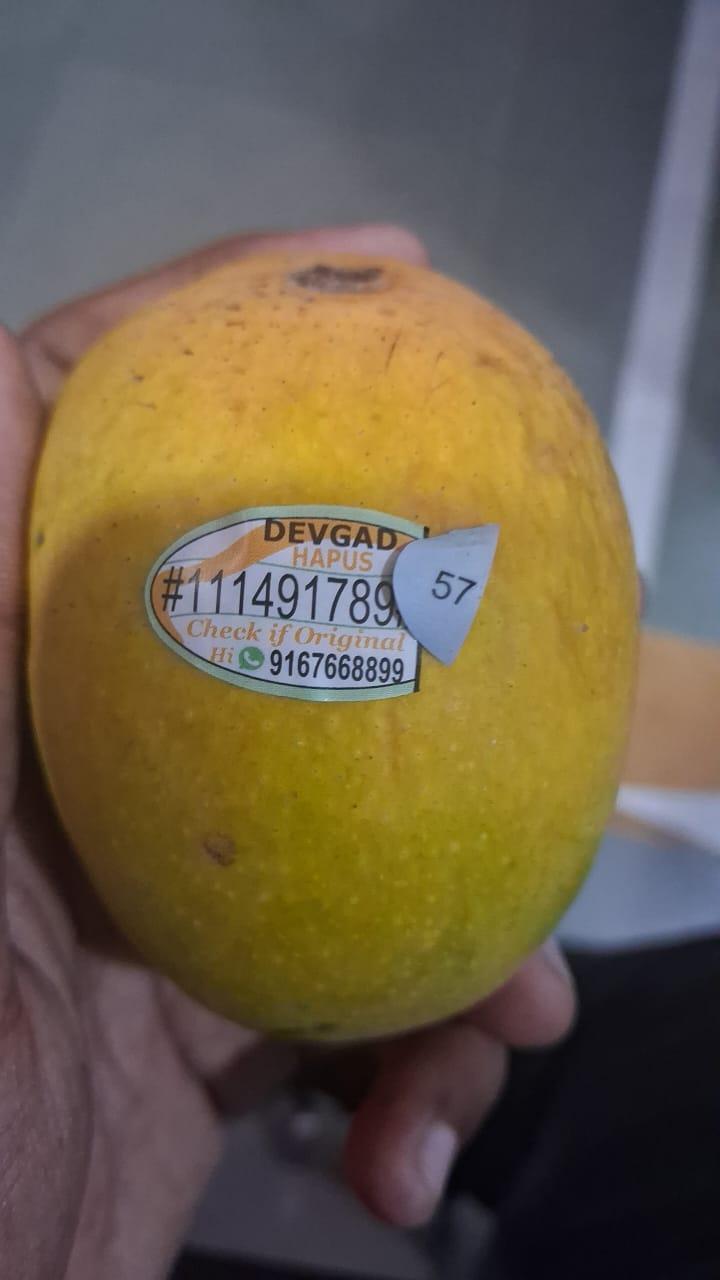 DEVGAD
HAPUS
#111491789
Check if Original
Hi 9167668899
57